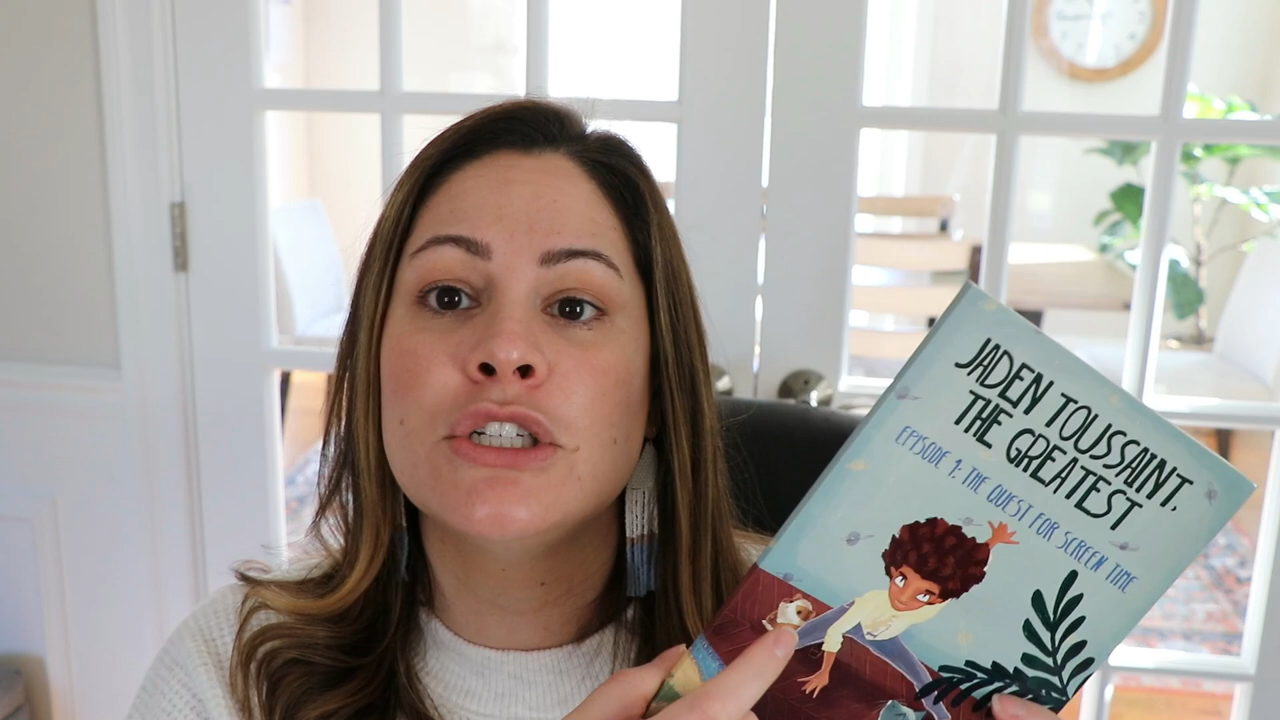 JADEN TOUSSAINT,
THE GREATEST
EPISODE 1: THE QUEST FOR SCREEN TIME